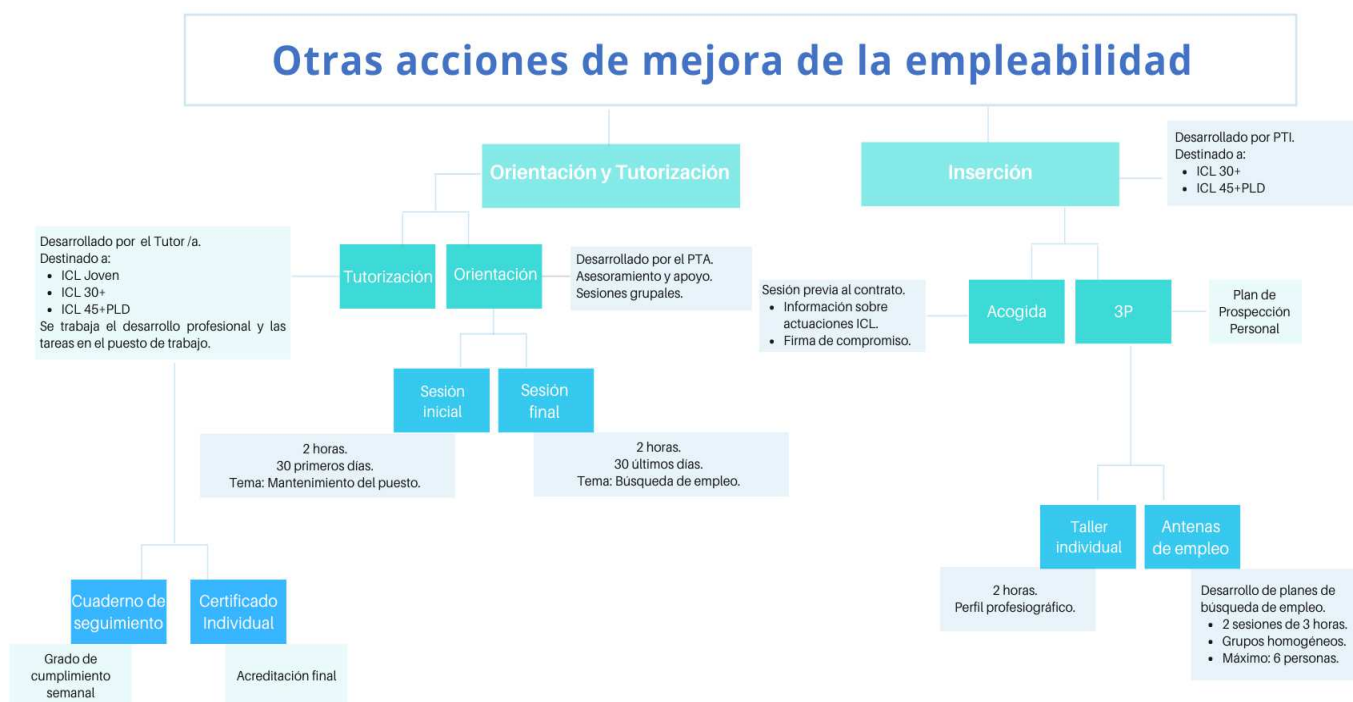 Otras acciones de mejora de la empleabilidad
Orientación y Tutorización
Desarrollado por el Tutor /a.
Destinado a:
• ICL Joven
• ICL 30+
• ICL 45+PLD
Se trabaja el desarrollo profesional y las
tareas en el puesto de trabajo.
Tutorización
Orientación
Desarrollado por el PTA.
Asesoramiento y apoyo.
Sesiones grupales.
Sesión
inicial
2 horas.
30 primeros días.
Tema: Mantenimiento del puesto.
Sesión
final
2 horas.
30 últimos días.
Tema: Búsqueda de empleo.
Cuaderno de
seguimiento
Grado de
cumplimiento
semanal
Certificado
Individual
Acreditación final
Inserción
Desarrollado por PTI.
Destinado a:
• ICL 30+
• ICL 45+PLD
Sesión previa al contrato.
• Información sobre
actuaciones ICL.
• Firma de compromiso.
Acogida
3P
Plan de
Prospección
Personal
Taller
individual
2 horas.
Perfil profesiográfico.
Antenas
de empleo
Desarrollo de planes de
búsqueda de empleo.
• 2 sesiones de 3 horas.
• Grupos homogéneos.
• Máximo: 6 personas.